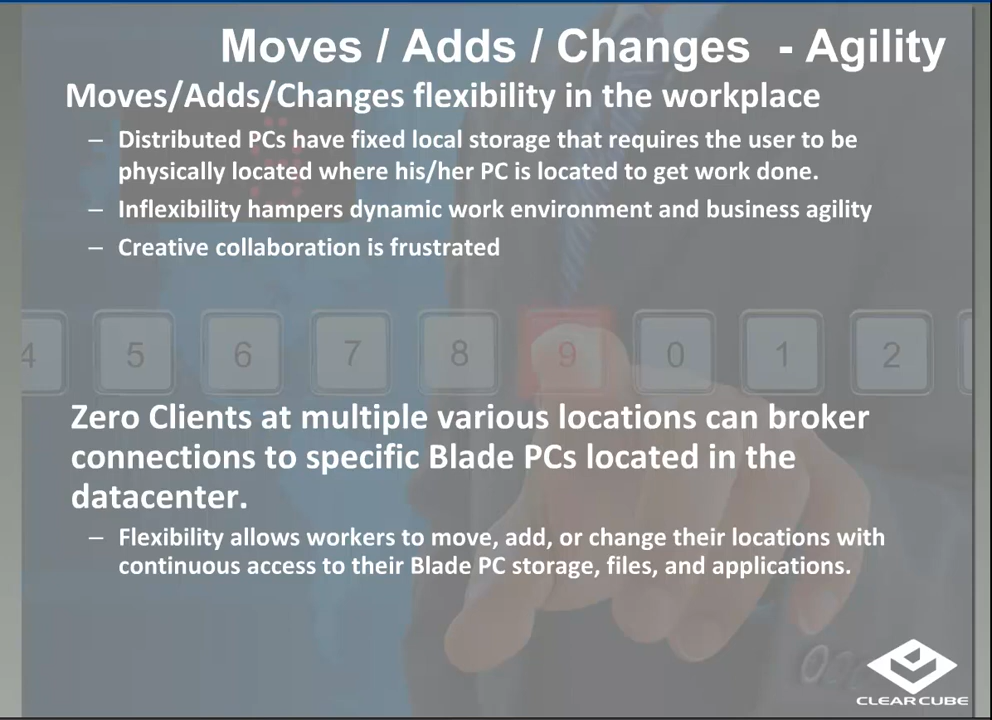 Moves / Adds / Changes - Agility
Moves/Adds/Changes flexibility in the workplace
– Distributed PCs have fixed local storage that requires the user to be
physically located where his/her PC is located to get work done.
– Inflexibility hampers dynamic work environment and business agility
– Creative collaboration is frustrated
4 5 6 7 8 9 0 1 2
Zero Clients at multiple various locations can broker
connections to specific Blade PCs located in the
datacenter.
– Flexibility allows workers to move, add, or change their locations with
continuous access to their Blade PC storage, files, and applications.
CLEARCUBE